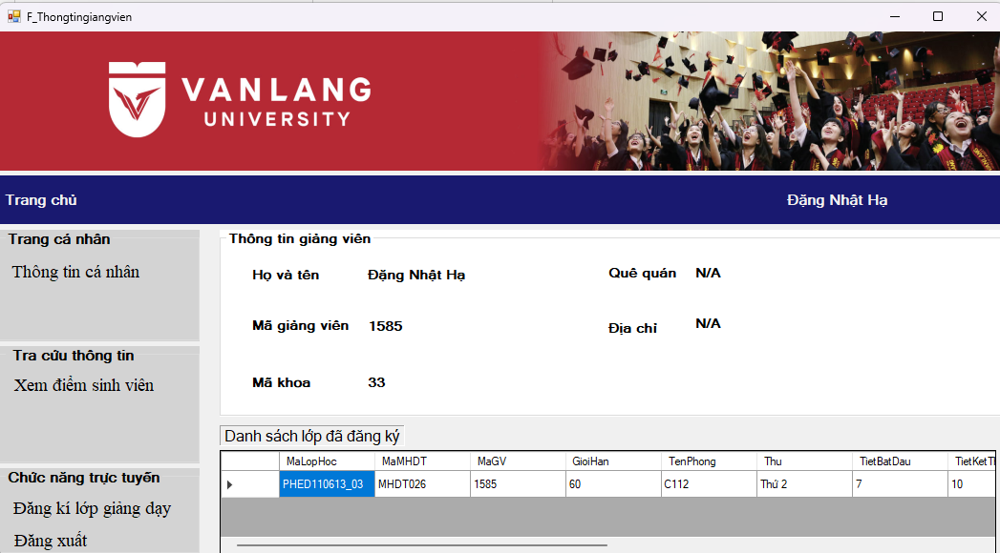 F_Thongtingiangvien
VANLANG
UNIVERSITY
Trang chủ
Đặng Nhật Hạ
Trang cá nhân
Thông tin cá nhân
Tra cứu thông tin
Xem điểm sinh viên
Chức năng trực tuyến
Đăng kí lớp giảng dạy
Đăng xuất
Thông tin giảng viên
Họ và tên Đặng Nhật Hạ Quê quán N/A
Mã giảng viên 1585 Địa chỉ N/A
Mã khoa 33
Danh sách lớp đã đăng ký
MaLopHoc MaMHDT MaGV GioiHan TenPhong Thu TietBatDau TietKetTh
PHED110613_03 MHDT026 1585 60 C112 Thứ 2 7 10